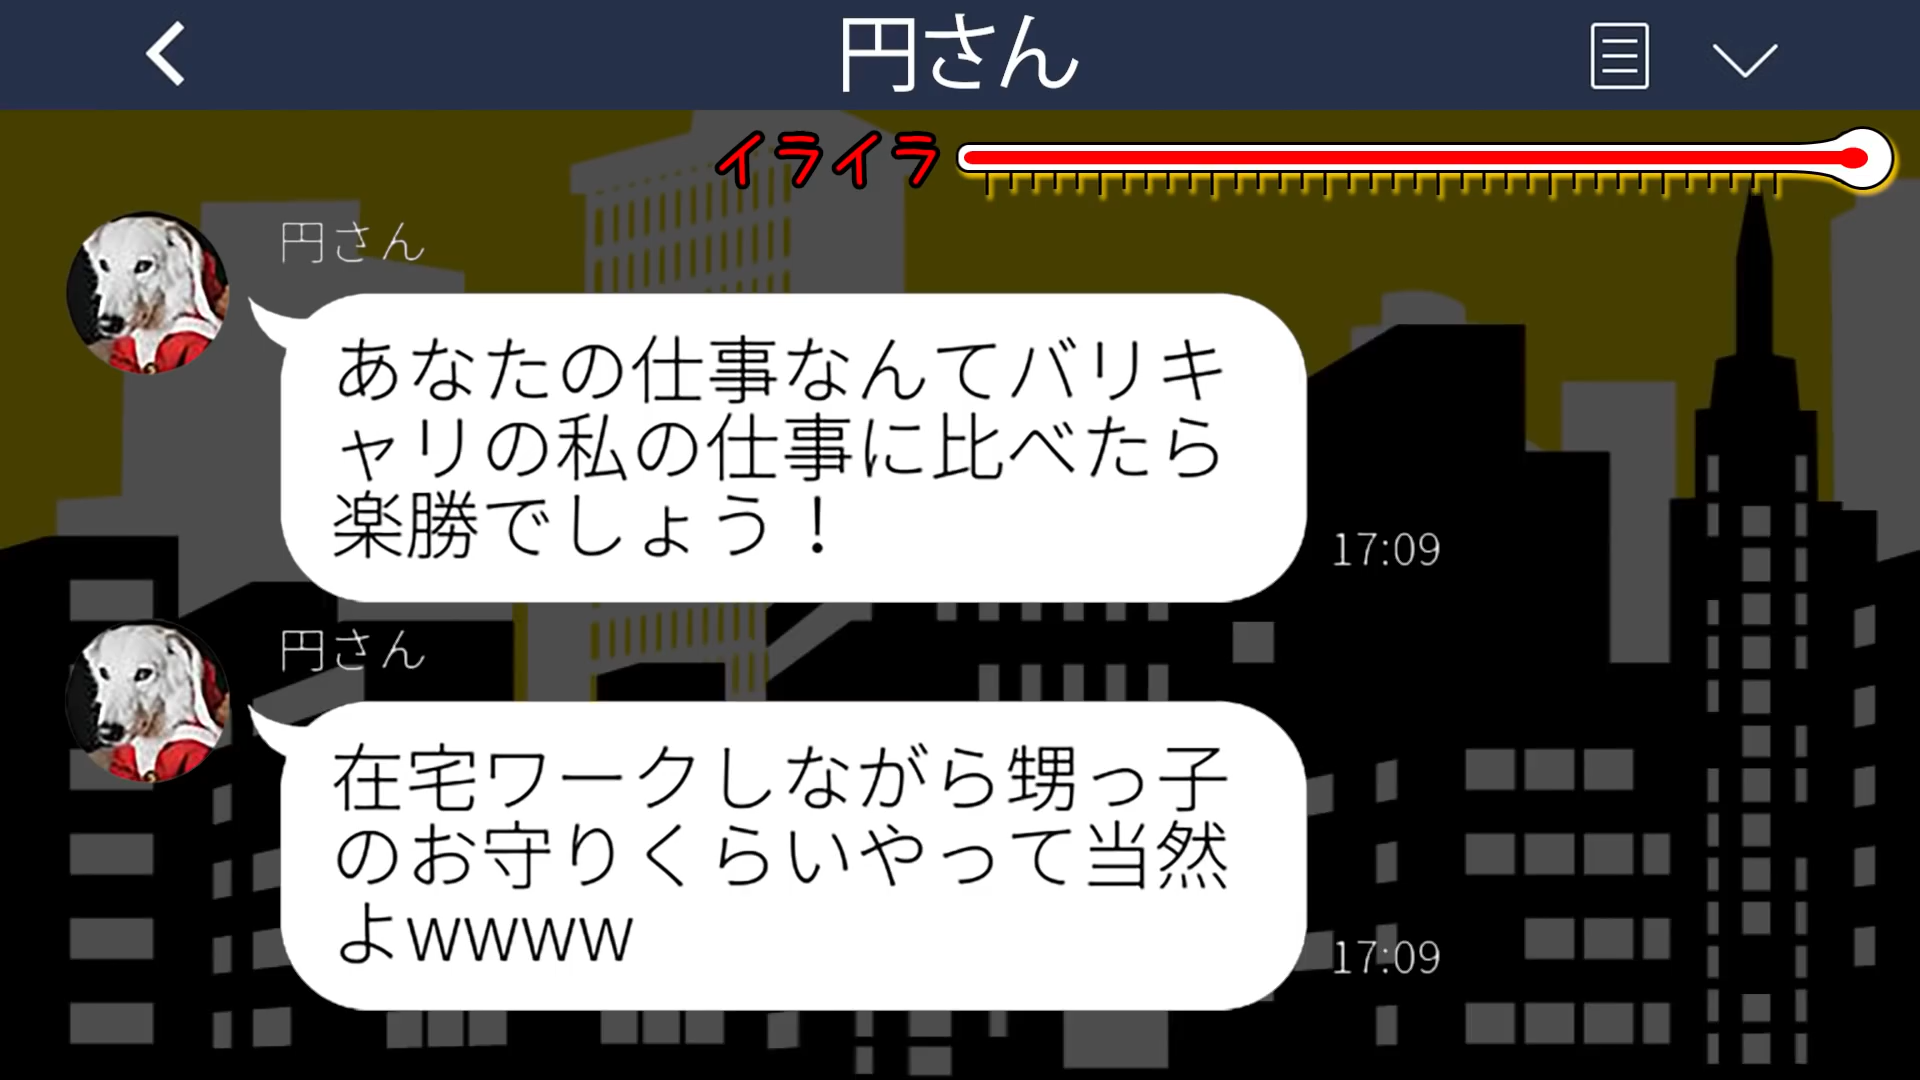 円さん
イライラ
円さん
あなたの仕事なんてバリキ
ャリの私の仕事に比べたら
楽勝でしょう！
17:09
円さん
在宅ワークしながら甥っ子
のお守りくらいやって当然
よwwww
17:09